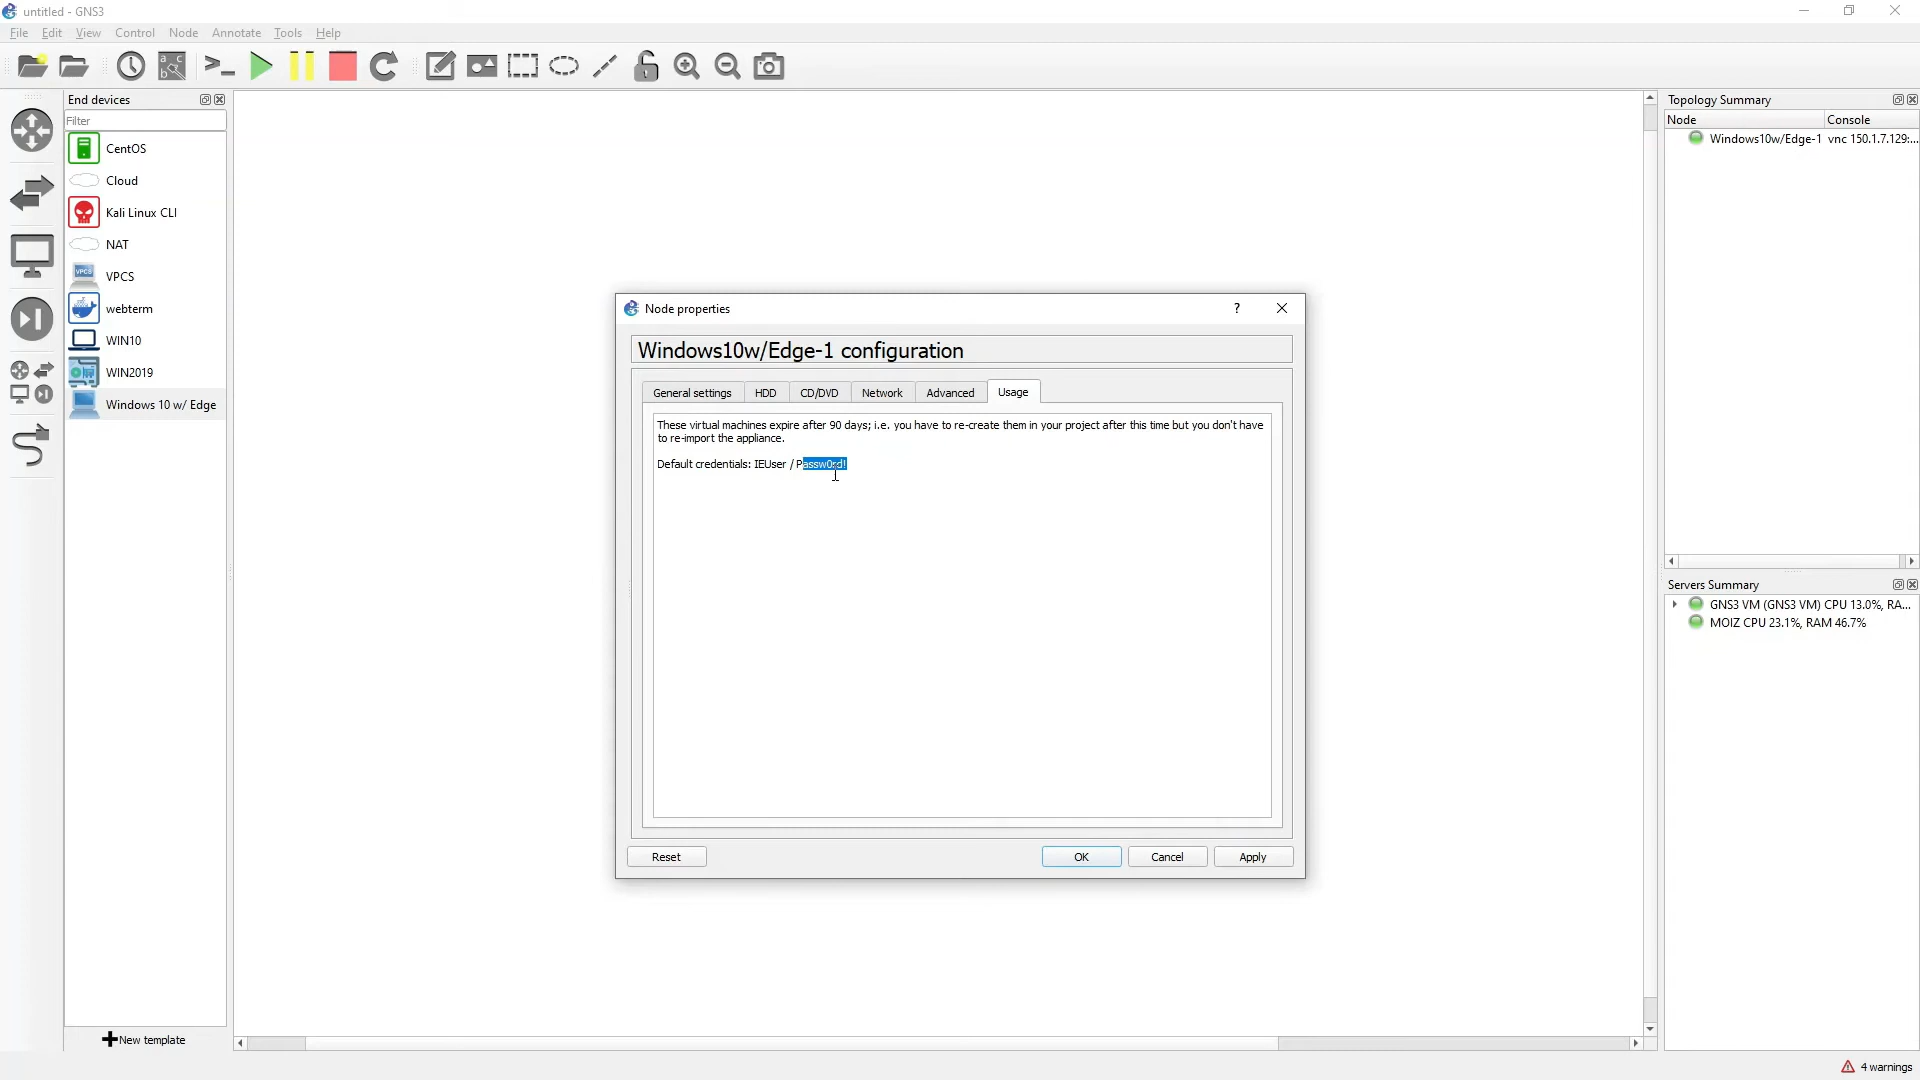 untitled - GNS3
File Edit View Control Node Annotate Tools Help
End devices
Filter
CentOS
Cloud
Kali Linux CLI
NAT
VPCS
webterm
WIN10
WIN2019
Windows 10 w/ Edge
New template
Node properties
Windows10w/Edge-1 configuration
General settings HDD CD/DVD Network Advanced Usage
These virtual machines expire after 90 days; i.e. you have to re-create them in your project after this time but you don't have
to re-import the appliance.
Default credentials: IEUser / Passw0rd!
Reset OK Cancel Apply
Topology Summary
Node Console
Windows10w/Edge-1 vnc 150.1.7.129:...
Servers Summary
GNS3 VM (GNS3 VM) CPU 13.0%, RA...
MOIZ CPU 23.1%, RAM 46.7%
4 warnings